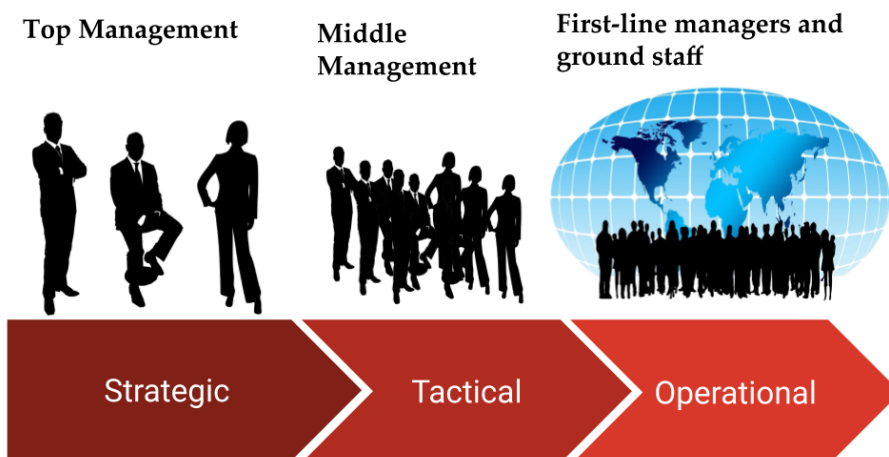 Top Management
Middle
Management
First-line managers and
ground staff
Strategic
Tactical
Operational